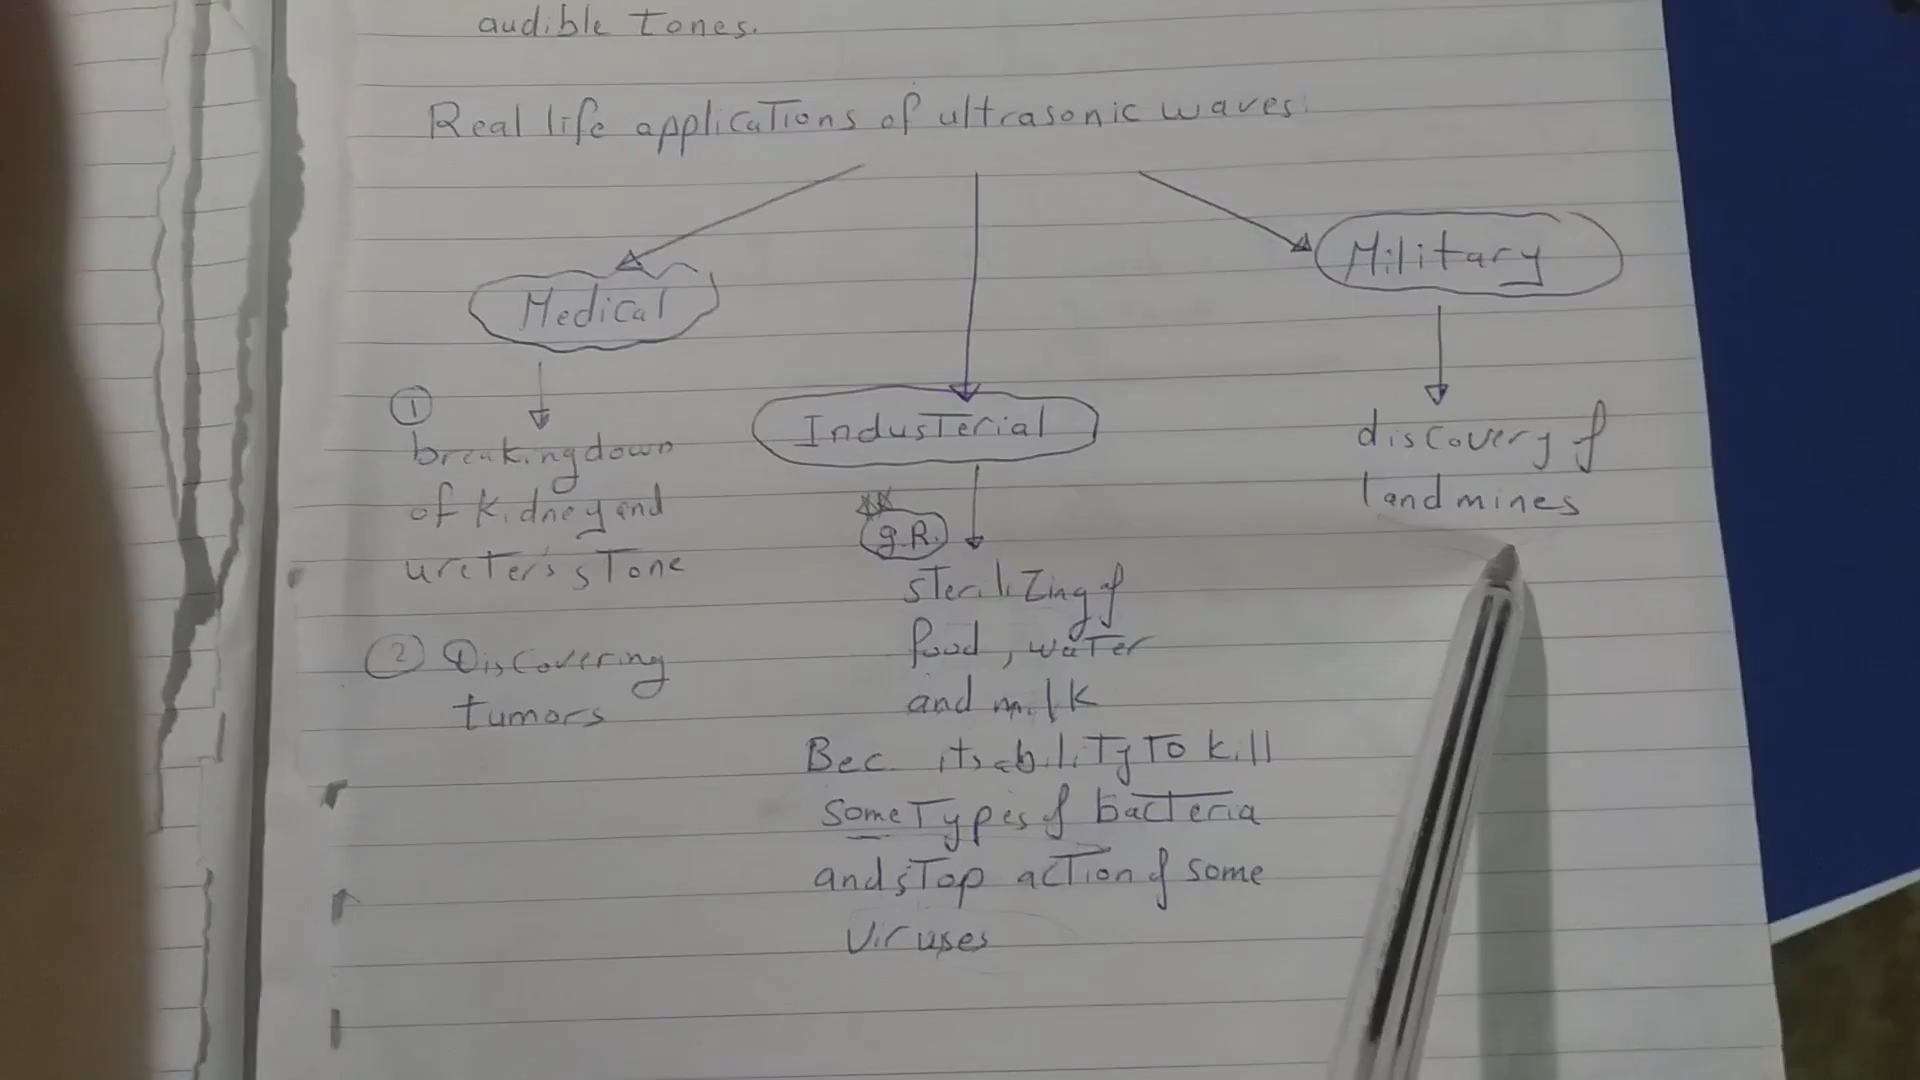 audible tones.
Real life applications of ultrasonic waves:
Medical
①
breaking down
of kidney and
ureter's stone
② Discovering
tumors
Industerial
g.R.
sterilizing of
food, water
and milk
Bec. its ability to kill
some types of bacteria
and stop action of some
viruses
Military
discovery of
land mines